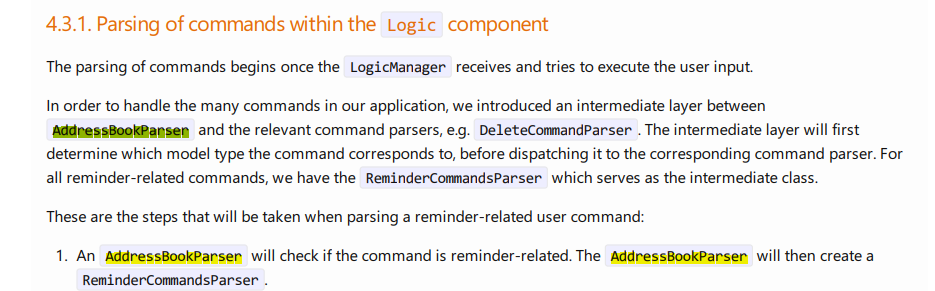 4.3.1. Parsing of commands within the Logic component
The parsing of commands begins once the LogicManager receives and tries to execute the user input.
In order to handle the many commands in our application, we introduced an intermediate layer between
AddressBookParser and the relevant command parsers, e.g. DeleteCommandParser. The intermediate layer will first
determine which model type the command corresponds to, before dispatching it to the corresponding command parser. For
all reminder-related commands, we have the ReminderCommandsParser which serves as the intermediate class.
These are the steps that will be taken when parsing a reminder-related user command:
1. An AddressBookParser will check if the command is reminder-related. The AddressBookParser will then create a
ReminderCommandsParser.